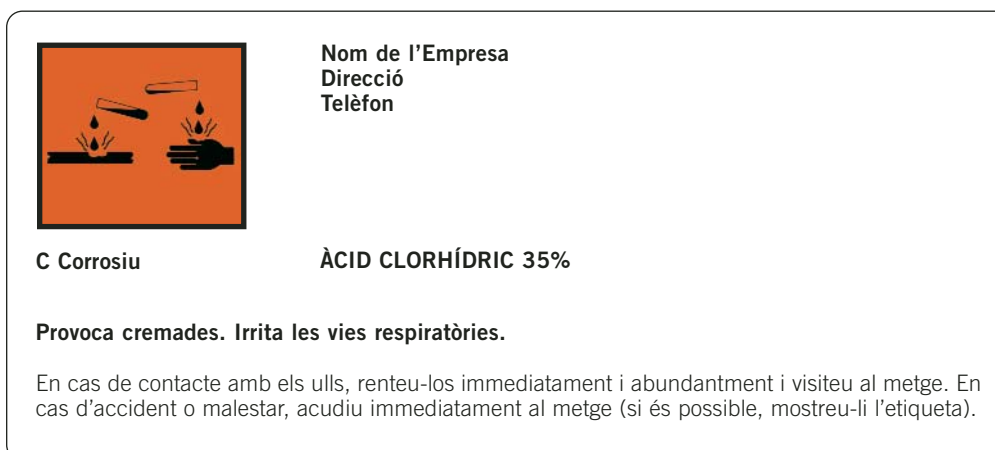 Nom de l’Empresa
Direcció
Telèfon
C Corrosiu
ÀCID CLORHÍDRIC 35%
Provoca cremades. Irrita les vies respiratòries.
En cas de contacte amb els ulls, renteu-los immediatament i abundantment i visiteu al metge. En
cas d’accident o malestar, acudiu immediatament al metge (si és possible, mostreu-li l’etiqueta).